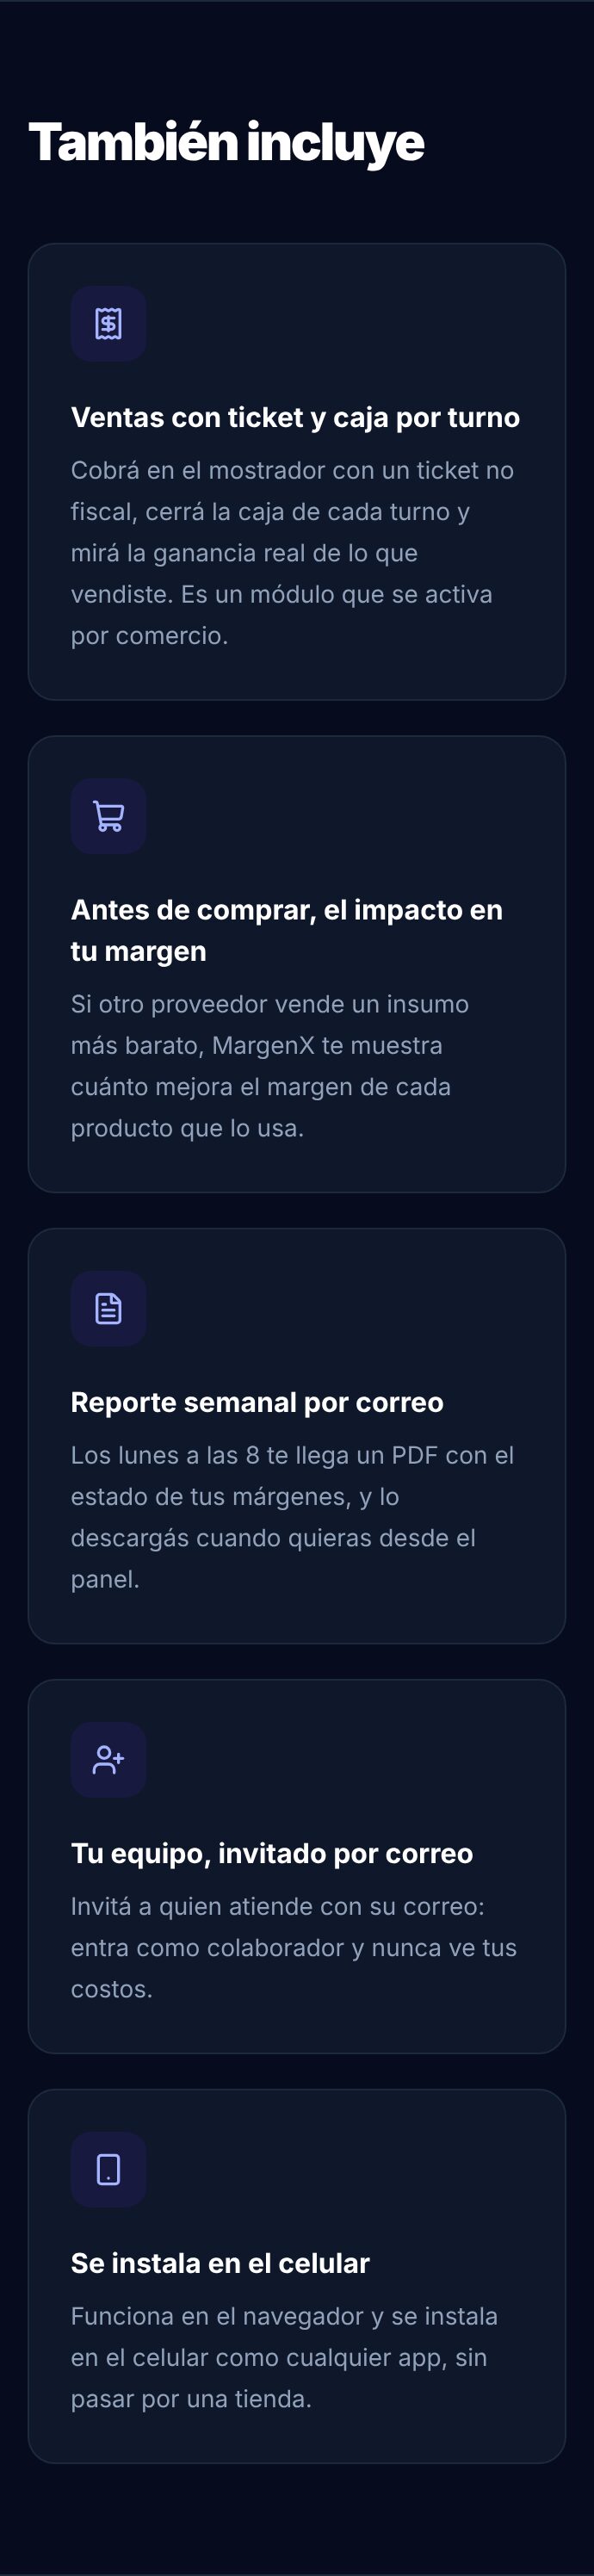 También incluye
Ventas con ticket y caja por turno
Cobrá en el mostrador con un ticket no
fiscal, cerrá la caja de cada turno y
mirá la ganancia real de lo que
vendiste. Es un módulo que se activa
por comercio.
Antes de comprar, el impacto en
tu margen
Si otro proveedor vende un insumo
más barato, MargenX te muestra
cuánto mejora el margen de cada
producto que lo usa.
Reporte semanal por correo
Los lunes a las 8 te llega un PDF con el
estado de tus márgenes, y lo
descargás cuando quieras desde el
panel.
Tu equipo, invitado por correo
Invitá a quien atiende con su correo:
entra como colaborador y nunca ve tus
costos.
Se instala en el celular
Funciona en el navegador y se instala
en el celular como cualquier app, sin
pasar por una tienda.